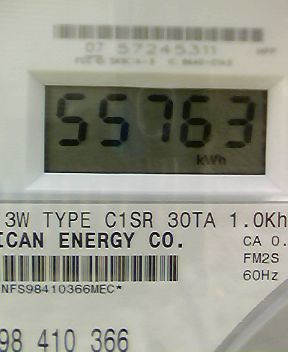 07 57245311
55763
kWh
3W TYPE C1SR 30TA 1.0Kh
ICAN ENERGY CO.
CA 0.
FM2S
60Hz
NFS98410366MEC*
98 410 366